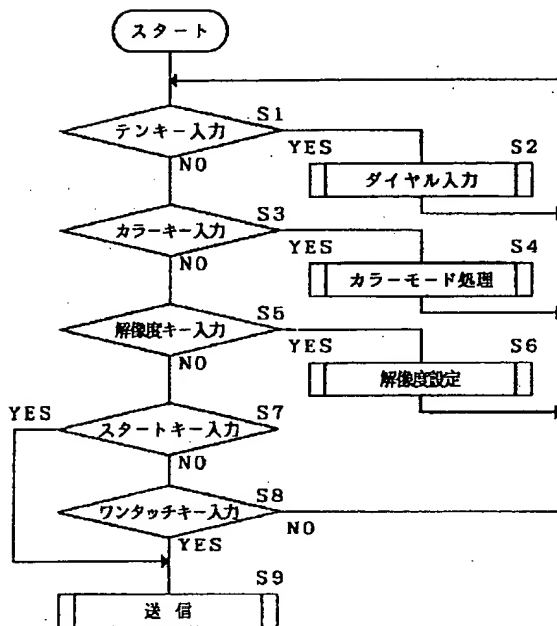 スタート
テンキー入力
S1
YES
NO
S2
ダイヤル入力
カラーキー入力
S3
YES
NO
S4
カラーモード処理
解像度キー入力
S5
YES
NO
S6
解像度設定
YES
スタートキー入力
S7
NO
ワンタッチキー入力
S8
NO
YES
S9
送信